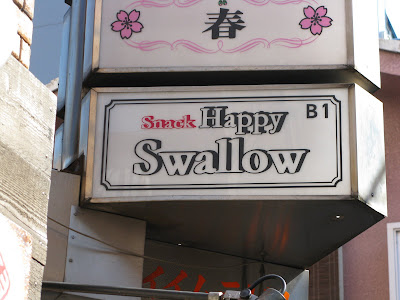 春
Snack Happy B1
Swallow